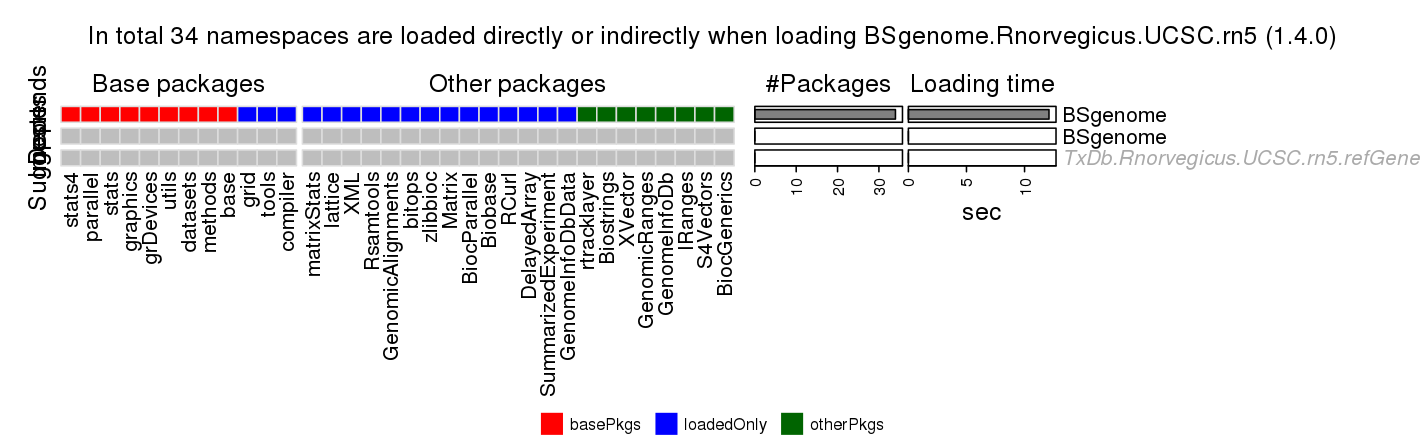 In total 34 namespaces are loaded directly or indirectly when loading BSgenome.Rnorvegicus.UCSC.rn5 (1.4.0)
Base packages
Other packages
#Packages
Loading time
BSgenome
BSgenome
TxDb.Rnorvegicus.UCSC.rn5.refGene
stats4
parallel
stats
graphics
grDevices
utils
datasets
methods
base
grid
tools
compiler
matrixStats
lattice
XML
Rsamtools
GenomicAlignments
bitops
zlibbioc
Matrix
BiocParallel
Biobase
RCurl
DelayedArray
SummarizedExperiment
GenomeInfoDbData
rtracklayer
Biostrings
XVector
GenomicRanges
GenomeInfoDb
IRanges
S4Vectors
BiocGenerics
0 10 20 30
0 5 10
sec
basePkgs
loadedOnly
otherPkgs